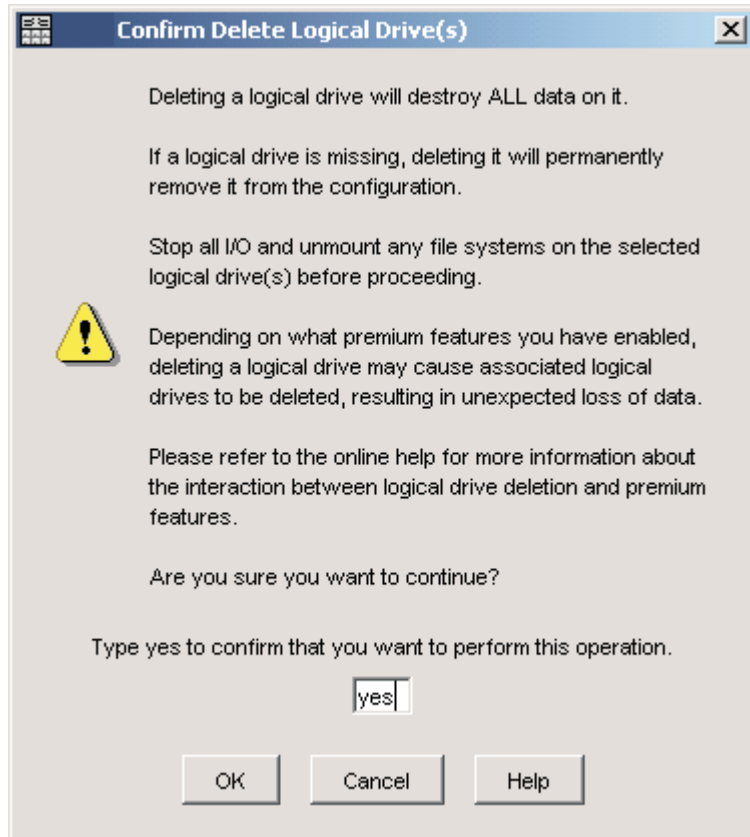 Confirm Delete Logical Drive(s)
Deleting a logical drive will destroy ALL data on it.
If a logical drive is missing, deleting it will permanently
remove it from the configuration.
Stop all I/O and unmount any file systems on the selected
logical drive(s) before proceeding.
Depending on what premium features you have enabled,
deleting a logical drive may cause associated logical
drives to be deleted, resulting in unexpected loss of data.
Please refer to the online help for more information about
the interaction between logical drive deletion and premium
features.
Are you sure you want to continue?
Type yes to confirm that you want to perform this operation.
yes
OK Cancel Help